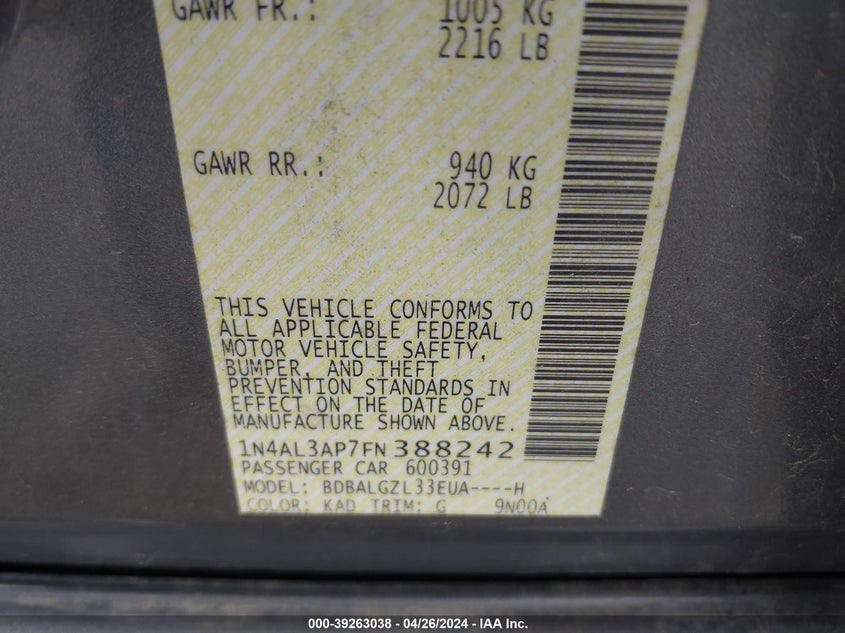 GAWR FR.: 1005 KG
2216 LB
GAWR RR.: 940 KG
2072 LB
THIS VEHICLE CONFORMS TO
ALL APPLICABLE FEDERAL
MOTOR VEHICLE SAFETY,
BUMPER, AND THEFT
PREVENTION STANDARDS IN
EFFECT ON THE DATE OF
MANUFACTURE SHOWN ABOVE.
1N4AL3AP7FN 388242
PASSENGER CAR 600391
MODEL: BDBALGZL33EUA----H
COLOR: KAD TRIM: G 9N00A
000-39263038 - 04/26/2024 - IAA Inc.